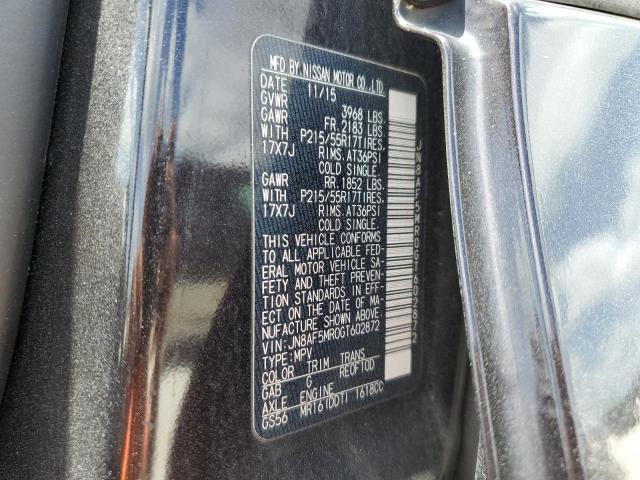 MFD BY NISSAN MOTOR CO.,LTD.
DATE 11/15
GVWR 3968 LBS
GAWR FR. 2183 LBS
WITH P215/55R17TIRES.
17X7J RIMS. AT36PSI
COLD SINGLE.
GAWR RR. 1852 LBS.
WITH P215/55R17TIRES.
17X7J RIMS. AT36PSI
COLD SINGLE.
THIS VEHICLE CONFORMS
TO ALL APPLICABLE FED-
ERAL MOTOR VEHICLE SA-
FETY AND THEFT PREVEN-
TION STANDARDS IN EFF-
ECT ON THE DATE OF MA-
NUFACTURE SHOWN ABOVE.
VIN: JN8AF5MR0GT602872
TYPE: MPV
COLOR TRIM TRANS
GAB G RE0F10D
AXLE ENGINE
GS56 MR16(DDT) 1618CC